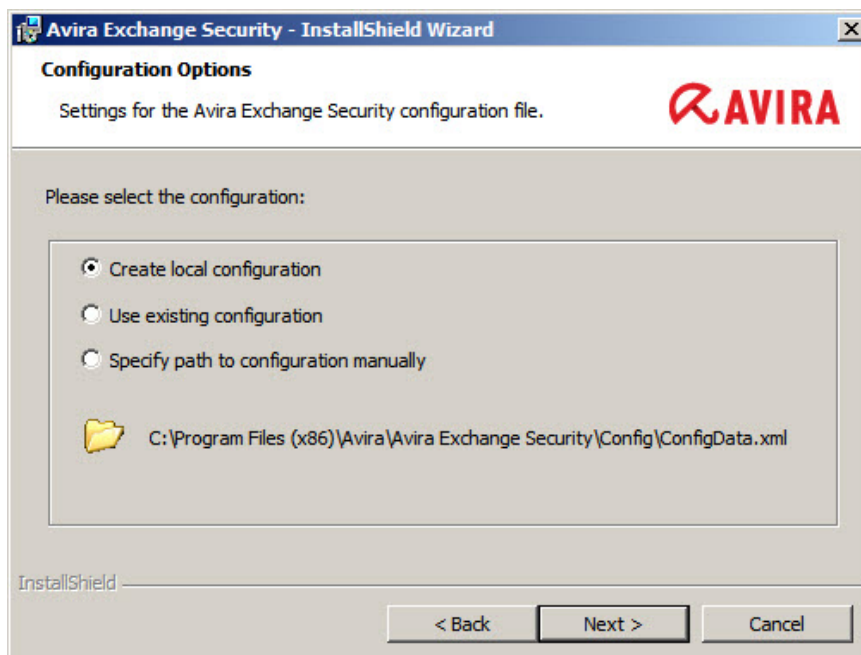 Avira Exchange Security - InstallShield Wizard
Configuration Options
Settings for the Avira Exchange Security configuration file.
AVIRA
Please select the configuration:
Create local configuration
Use existing configuration
Specify path to configuration manually
C:\Program Files (x86)\Avira\Avira Exchange Security\Config\ConfigData.xml
InstallShield
< Back
Next >
Cancel